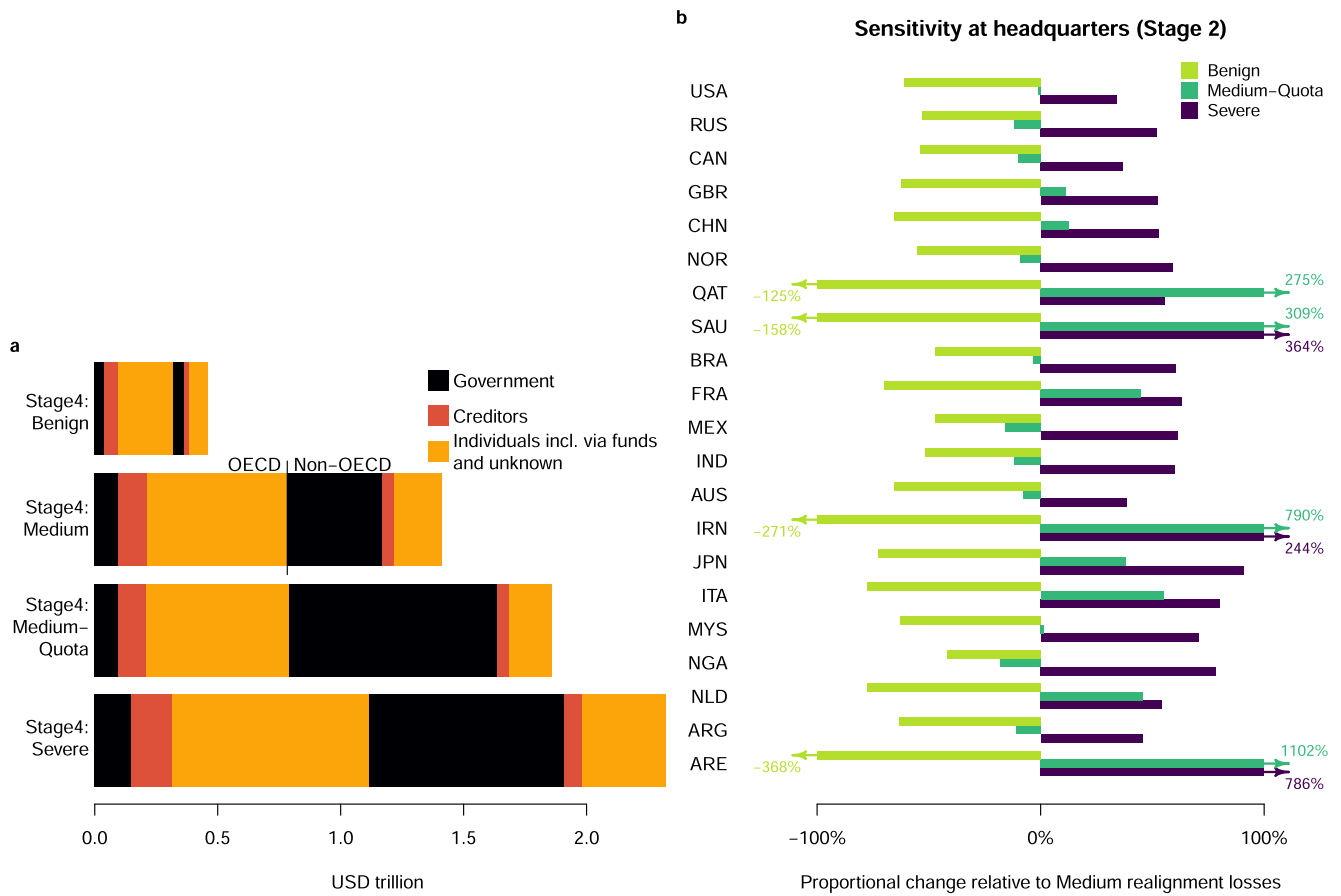 a
Stage4:
Benign
Stage4:
Medium
Stage4:
Medium−
Quota
Stage4:
Severe
OECD
Non−OECD
Government
Creditors
Individuals incl. via funds
and unknown
0.0
0.5
1.0
1.5
2.0
USD trillion
b
Sensitivity at headquarters (Stage 2)
Benign
Medium−Quota
Severe
USA
RUS
CAN
GBR
CHN
NOR
QAT
−125%
275%
SAU
−158%
309%
364%
BRA
FRA
MEX
IND
AUS
IRN
−271%
790%
244%
JPN
ITA
MYS
NGA
NLD
ARG
ARE
−368%
1102%
786%
−100%
0%
100%
Proportional change relative to Medium realignment losses